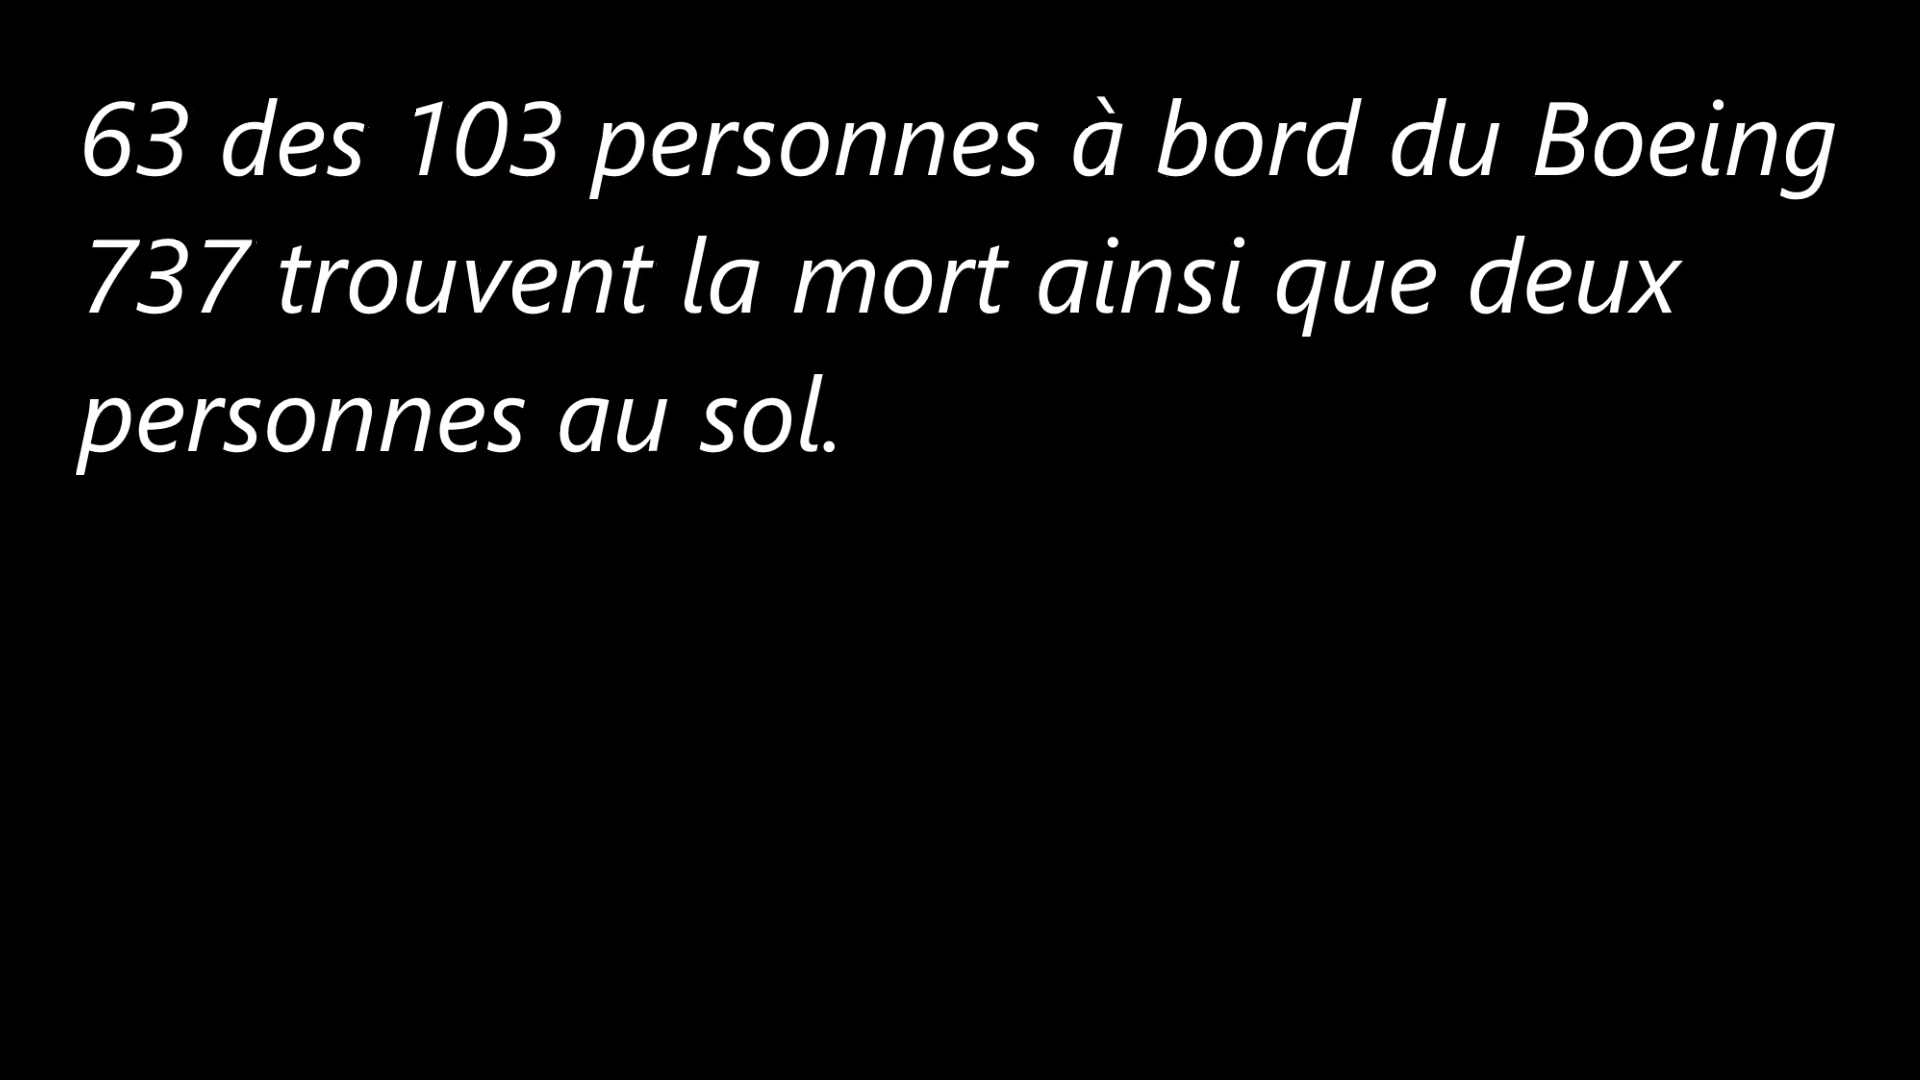 63 des 103 personnes à bord du Boeing
737 trouvent la mort ainsi que deux
personnes au sol.